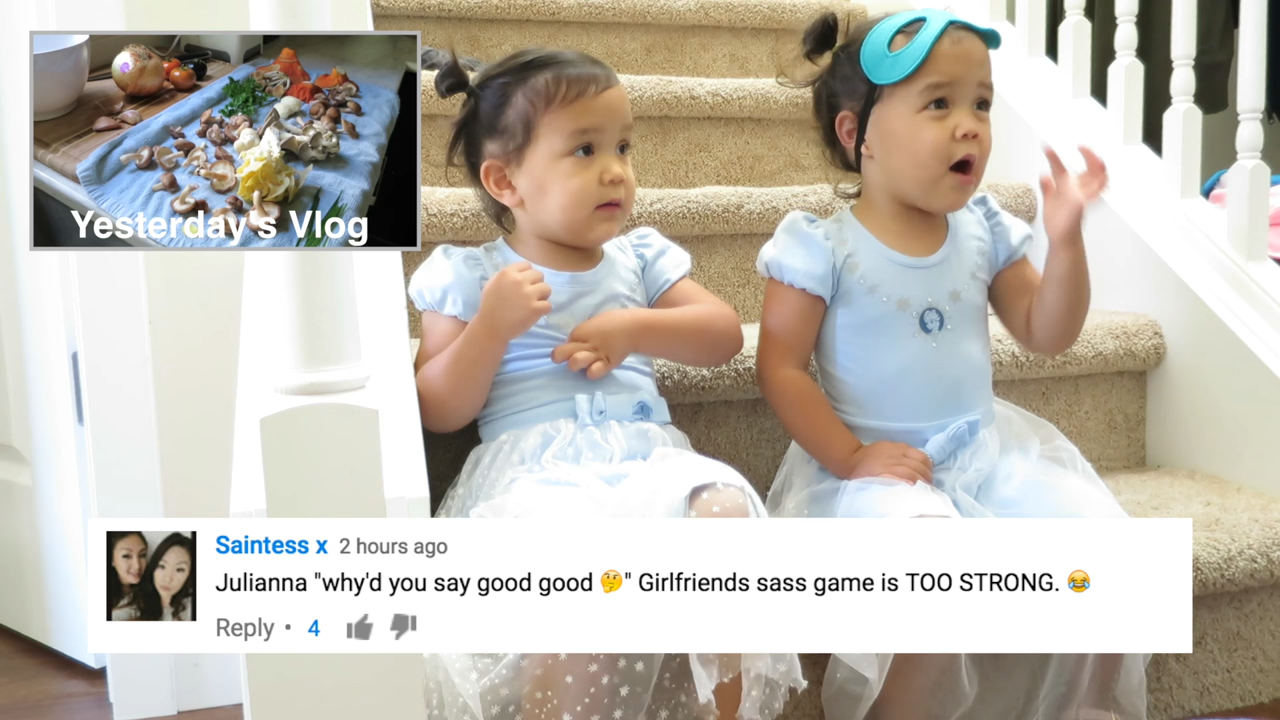 Yesterday's Vlog
Saintess x 2 hours ago
Julianna "why'd you say good good 🤔" Girlfriends sass game is TOO STRONG. 😂
Reply • 4